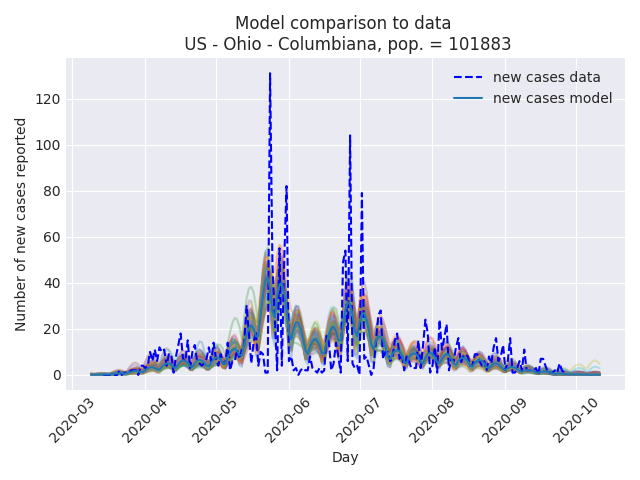 Model comparison to data
US - Ohio - Columbiana, pop. = 101883
new cases data
new cases model
Number of new cases reported
120
100
80
60
40
20
0
2020-03
2020-04
2020-05
2020-06
2020-07
2020-08
2020-09
2020-10
Day